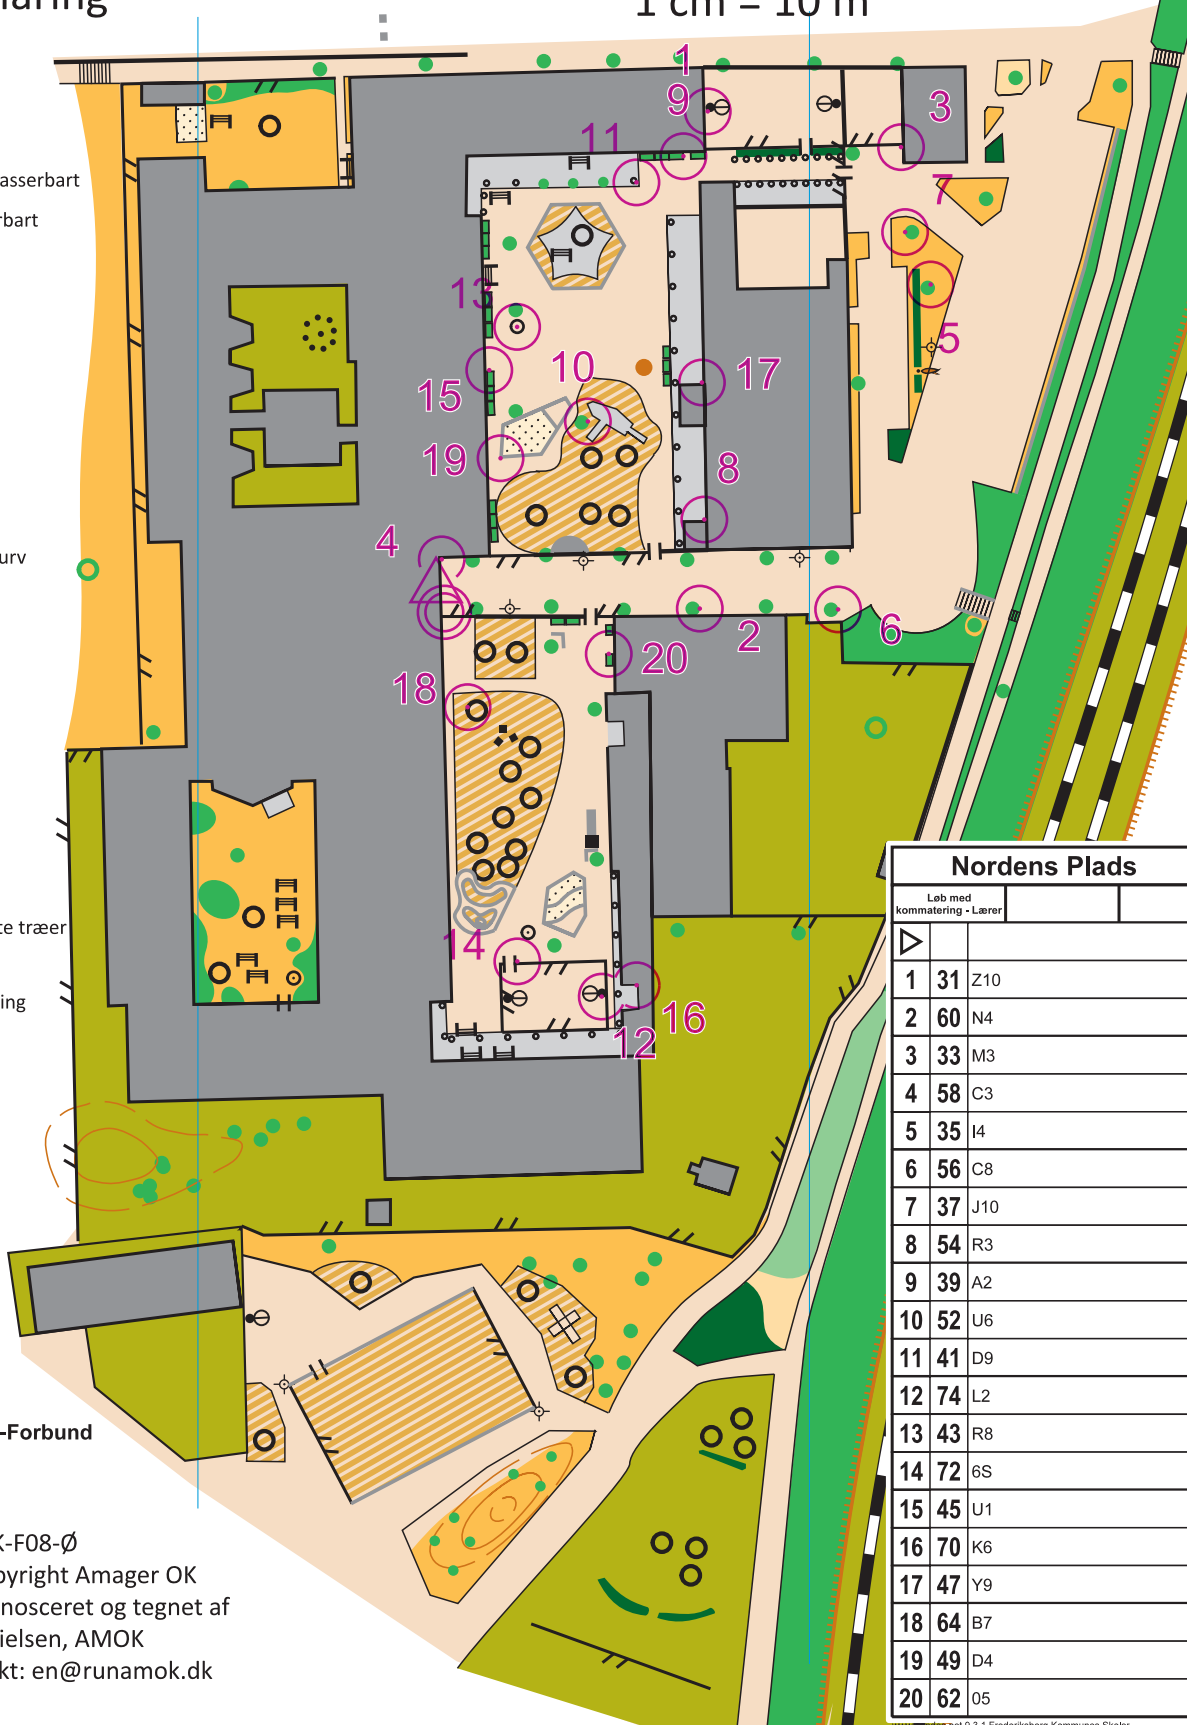 1 cm = 10 m
1
9
3
11
asserbart
7
rbart
13
5
10
17
15
19
8
4
urv
2
6
20
18
Nordens Plads
Løb med
kommatering - Lærer
te træer
14
1 31 Z10
ing
16
2 60 N4
12
3 33 M3
4 58 C3
5 35 I4
6 56 C8
7 37 J10
8 54 R3
9 39 A2
10 52 U6
11 41 D9
12 74 L2
13 43 R8
-Forbund
14 72 6S
15 45 U1
K-F08-Ø
16 70 K6
pyright Amager OK
17 47 Y9
nosceret og tegnet af
18 64 B7
ielsen, AMOK
19 49 D4
kt: en@runamok.dk
20 62 05